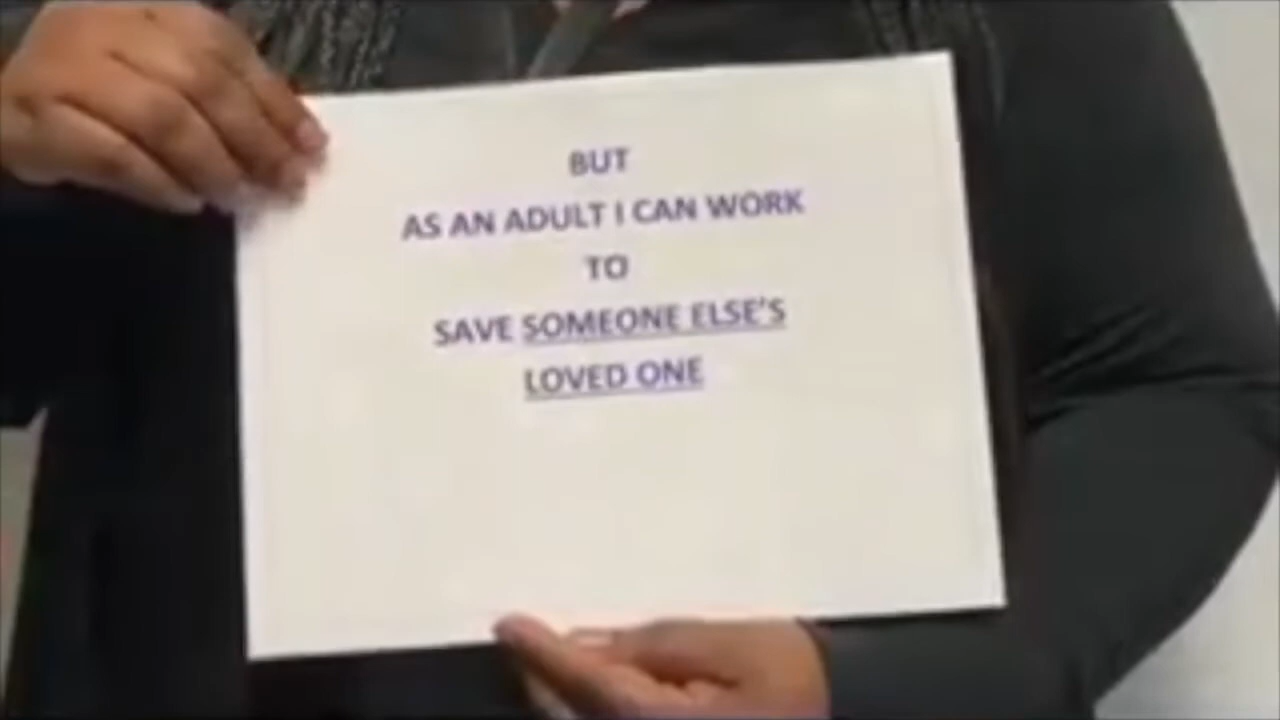 BUT
AS AN ADULT I CAN WORK
TO
SAVE SOMEONE ELSE'S
LOVED ONE